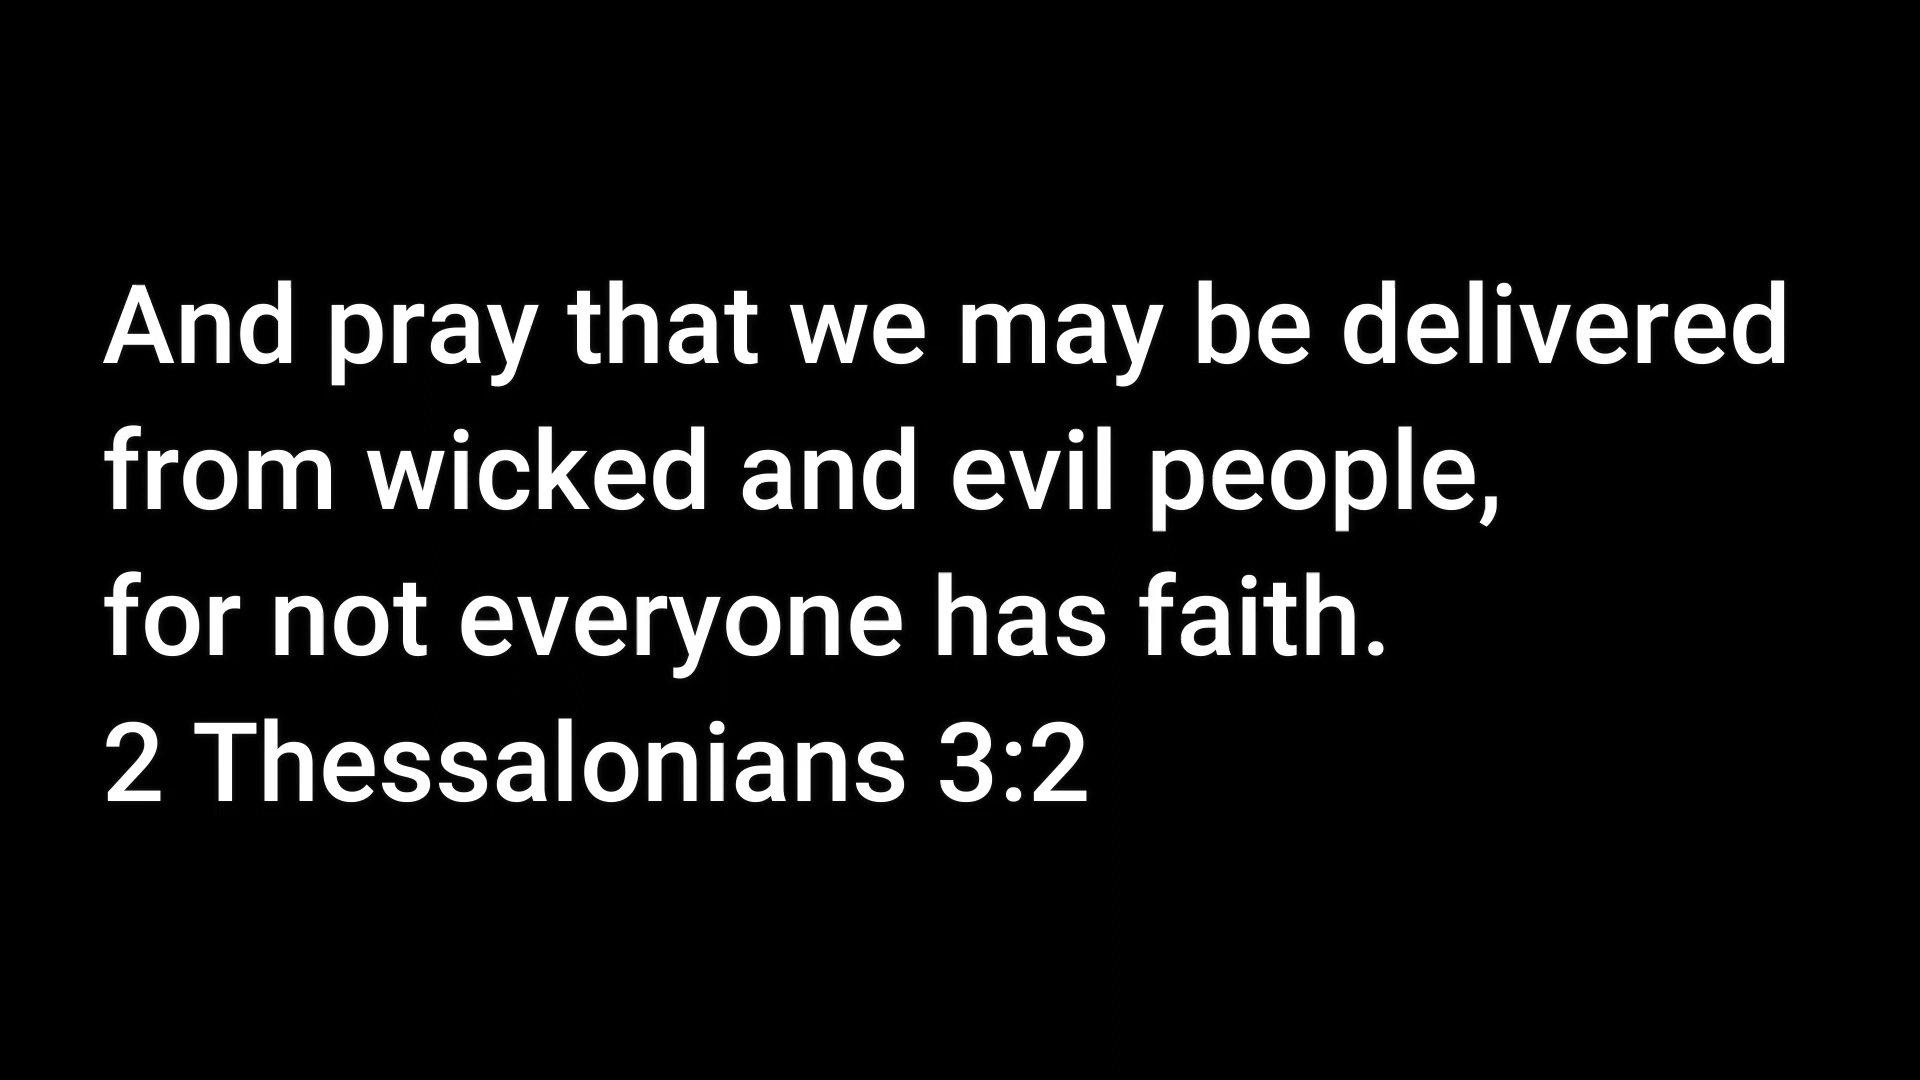 And pray that we may be delivered
from wicked and evil people,
for not everyone has faith.
2 Thessalonians 3:2